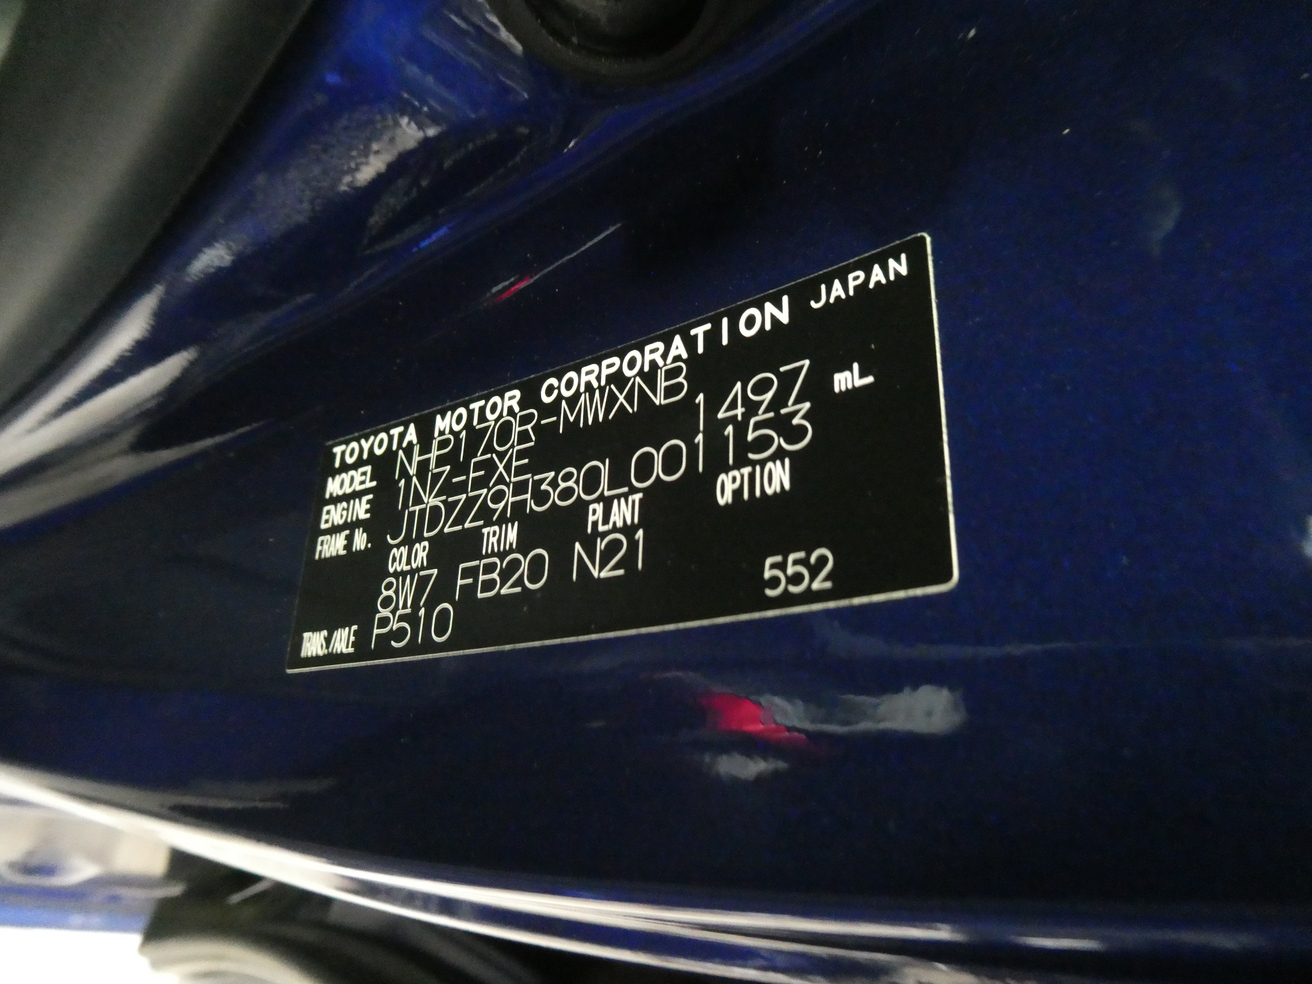 TOYOTA MOTOR CORPORATION JAPAN
MODEL NHP170R-MWXNB
ENGINE 1NZ-FXE 1497 mL
FRAME No. JTDZZ9H380L001153
COLOR TRIM PLANT OPTION
8W7 FB20 N21 552
TRANS./AXLE P510